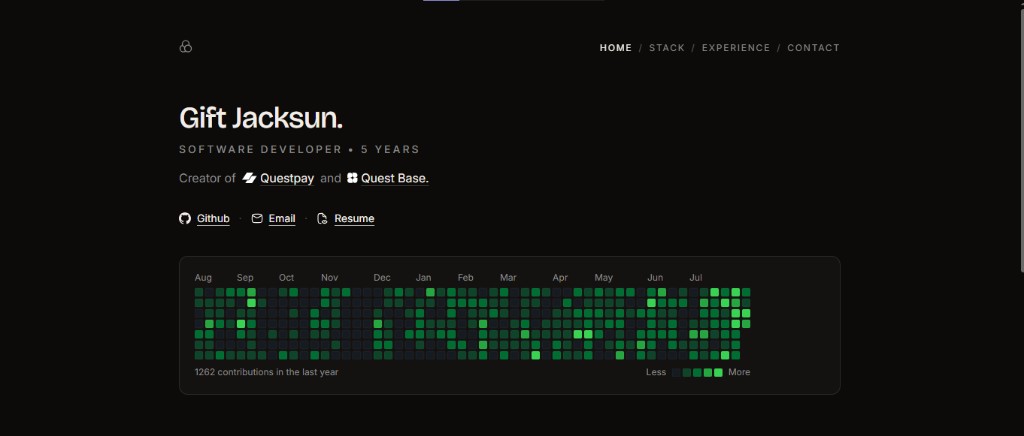 HOME / STACK / EXPERIENCE / CONTACT
Gift Jacksun.
SOFTWARE DEVELOPER • 5 YEARS
Creator of Questpay and Quest Base.
Github · Email · Resume
Aug Sep Oct Nov Dec Jan Feb Mar Apr May Jun Jul
1262 contributions in the last year Less More